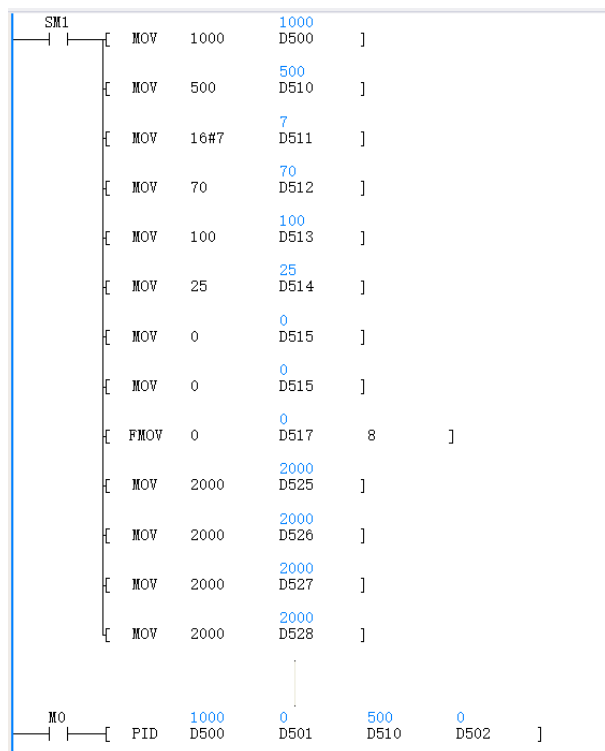 SM1 1000
[ MOV 1000 D500 ]
500
[ MOV 500 D510 ]
7
[ MOV 16#7 D511 ]
70
[ MOV 70 D512 ]
100
[ MOV 100 D513 ]
25
[ MOV 25 D514 ]
0
[ MOV 0 D515 ]
0
[ MOV 0 D515 ]
0
[ FMOV 0 D517 8 ]
2000
[ MOV 2000 D525 ]
2000
[ MOV 2000 D526 ]
2000
[ MOV 2000 D527 ]
2000
[ MOV 2000 D528 ]
M0 1000 0 500 0
[ PID D500 D501 D510 D502 ]